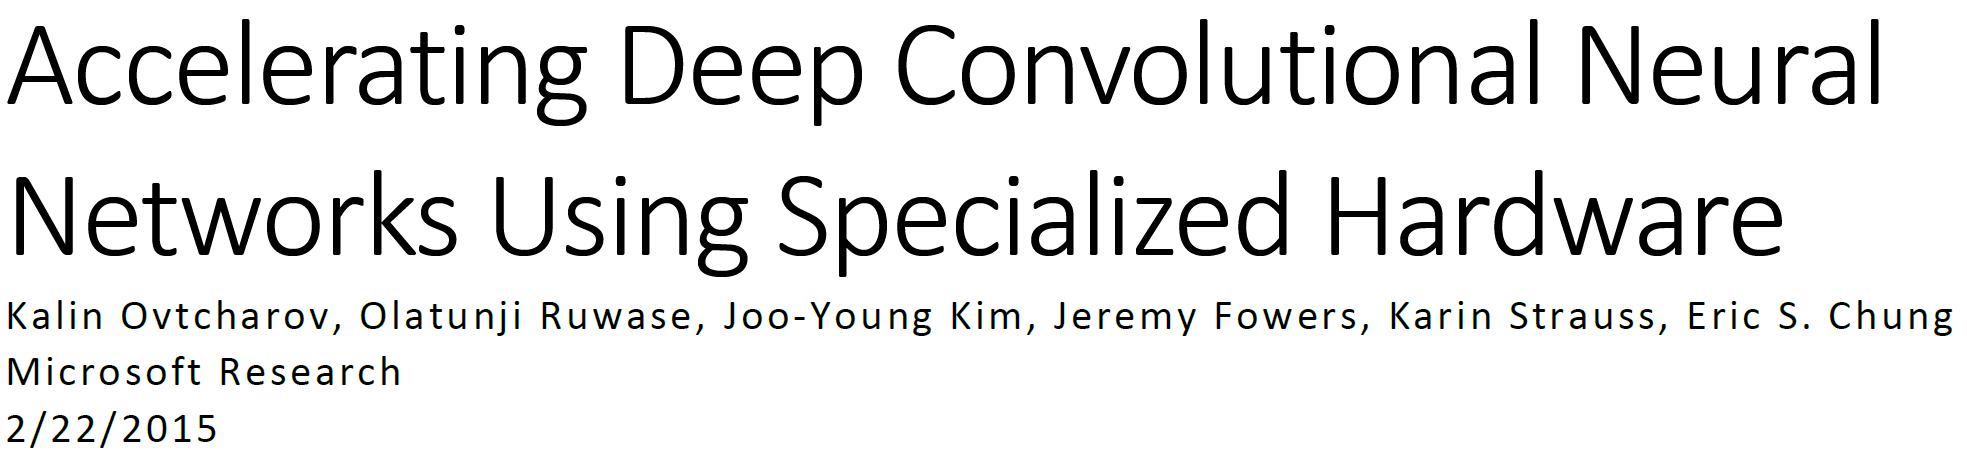 Accelerating Deep Convolutional Neural
Networks Using Specialized Hardware
Kalin Ovtcharov, Olatunji Ruwase, Joo-Young Kim, Jeremy Fowers, Karin Strauss, Eric S. Chung
Microsoft Research
2/22/2015